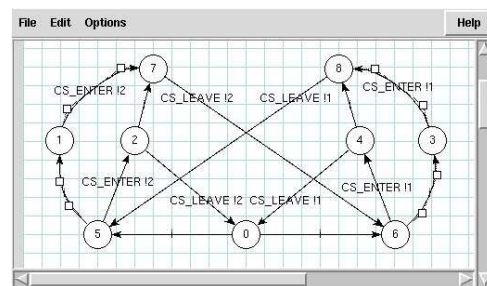 File Edit Options Help
7 8
CS_ENTER !2 CS_LEAVE !2 CS_LEAVE !1 CS_ENTER !1
1 2 4 3
CS_ENTER !2 CS_LEAVE !2 CS_LEAVE !1 CS_ENTER !1
5 0 6